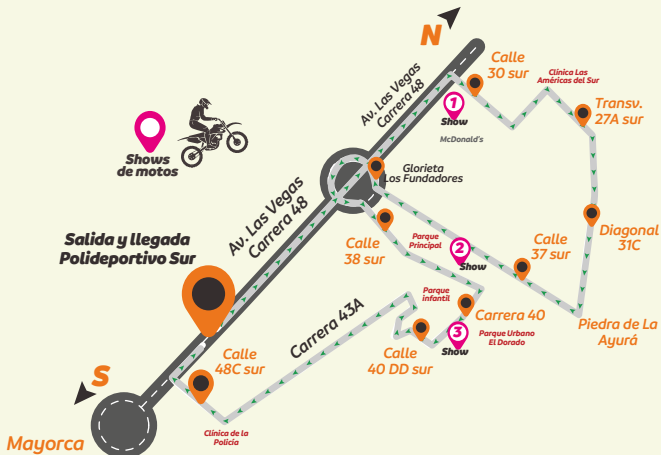 N
Calle
30 sur
Clínica Las
Américas del Sur
Transv.
27A sur
Av. Las Vegas
Carrera 48
1
Show
McDonald's
Shows
de motos
Glorieta
Los Fundadores
Av. Las Vegas
Carrera 48
Salida y llegada
Polideportivo Sur
Calle
38 sur
Parque
Principal
2
Show
Calle
37 sur
Diagonal
31C
Parque
infantil
Carrera 40
Piedra de La
Ayurá
Carrera 43A
3
Show
Parque Urbano
El Dorado
Calle
40 DD sur
Calle
48C sur
S
Clínica de la
Policía
Mayorca